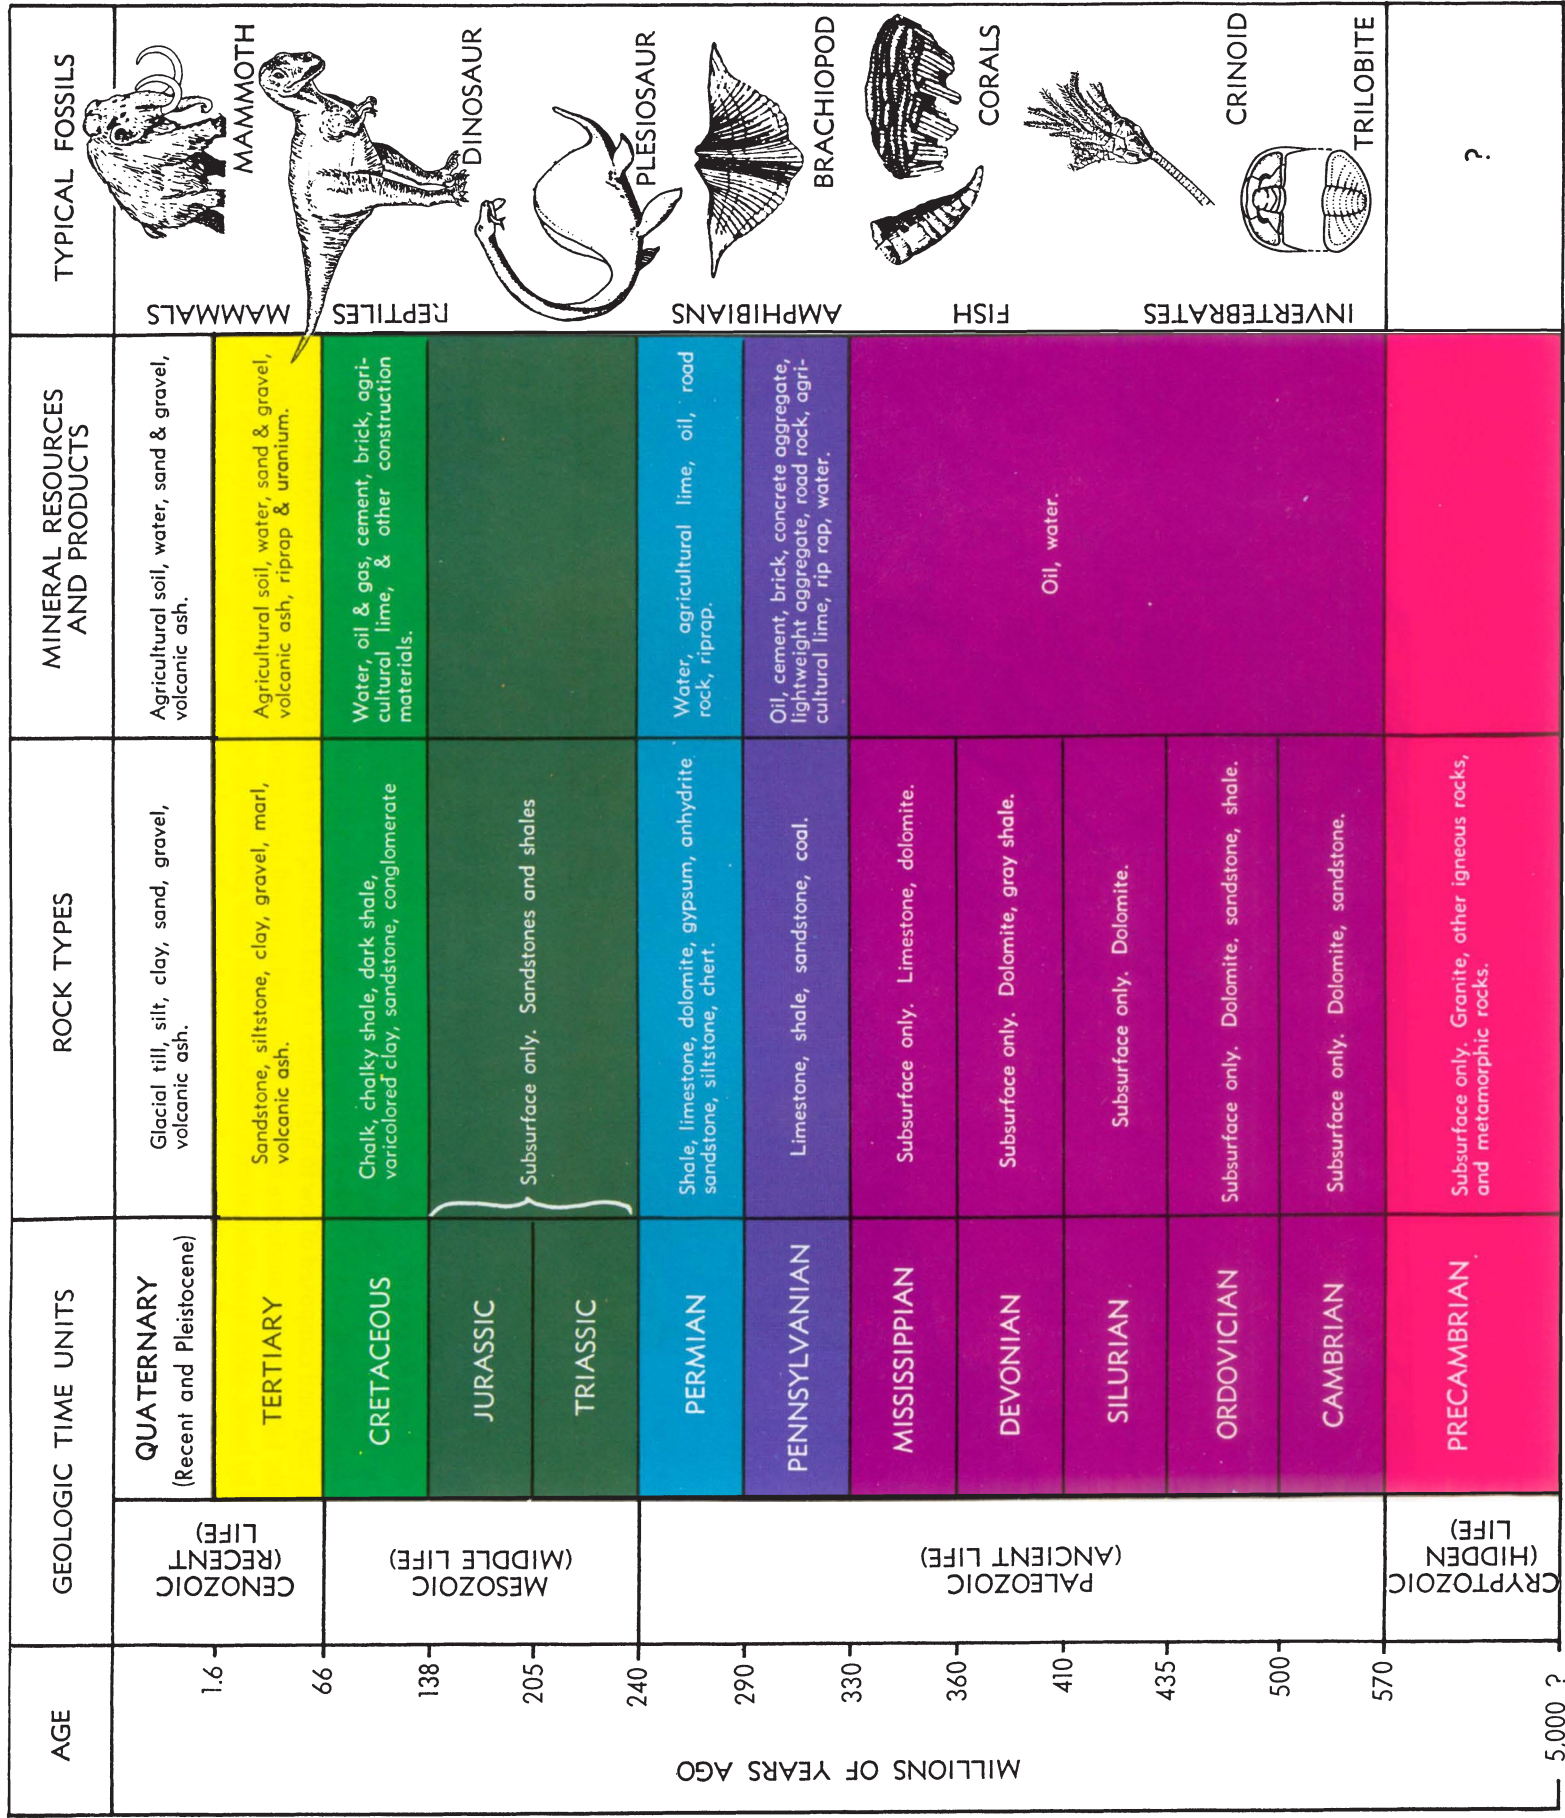 AGE
GEOLOGIC TIME UNITS
ROCK TYPES
MINERAL RESOURCES
AND PRODUCTS
TYPICAL FOSSILS
MILLIONS OF YEARS AGO
1.6
66
138
205
240
290
330
360
410
435
500
570
5,000 ?
CENOZOIC
(RECENT
LIFE)
MESOZOIC
(MIDDLE LIFE)
PALEOZOIC
(ANCIENT LIFE)
CRYPTOZOIC
(HIDDEN
LIFE)
QUATERNARY
(Recent and Pleistocene)
Glacial till, silt, clay, sand, gravel,
volcanic ash.
Agricultural soil, water, sand & gravel,
volcanic ash.
TERTIARY
Sandstone, siltstone, clay, gravel, marl,
volcanic ash.
Agricultural soil, water, sand & gravel,
volcanic ash, riprap & uranium.
CRETACEOUS
Chalk, chalky shale, dark shale,
varicolored clay, sandstone, conglomerate
Water, oil & gas, cement, brick, agri-
cultural lime, & other construction
materials.
JURASSIC
TRIASSIC
Subsurface only. Sandstones and shales
PERMIAN
Shale, limestone, dolomite, gypsum, anhydrite
sandstone, siltstone, chert.
Water, agricultural lime, oil, road
rock, riprap.
PENNSYLVANIAN
Limestone, shale, sandstone, coal.
Oil, cement, brick, concrete aggregate,
lightweight aggregate, road rock, agri-
cultural lime, rip rap, water.
MISSISSIPPIAN
Subsurface only. Limestone, dolomite.
DEVONIAN
Subsurface only. Dolomite, gray shale.
SILURIAN
Subsurface only. Dolomite.
ORDOVICIAN
Subsurface only. Dolomite, sandstone, shale.
CAMBRIAN
Subsurface only. Dolomite, sandstone.
Oil, water.
PRECAMBRIAN
Subsurface only. Granite, other igneous rocks,
and metamorphic rocks.
MAMMALS
REPTILES
AMPHIBIANS
FISH
INVERTEBRATES
MAMMOTH
DINOSAUR
PLESIOSAUR
BRACHIOPOD
CORALS
CRINOID
TRILOBITE
?